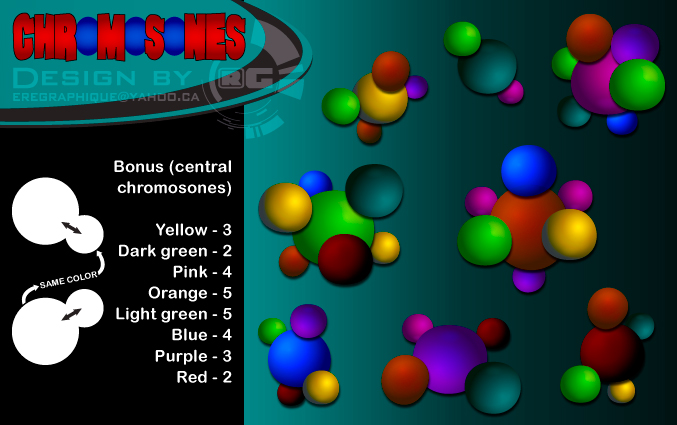 CHROMOSONES
DESIGN BY ERG
EREGRAPHIQUE@YAHOO.CA
Bonus (central
chromosones)
Yellow - 3
Dark green - 2
Pink - 4
Orange - 5
Light green - 5
Blue - 4
Purple - 3
Red - 2
SAME COLOR